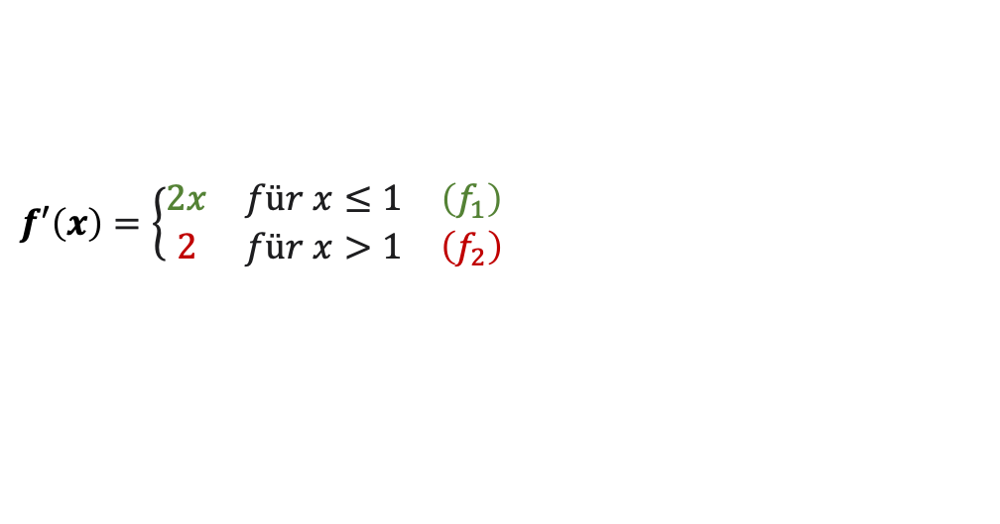 f′(x) = {2x für x ≤ 1 (f₁)
2 für x > 1 (f₂)